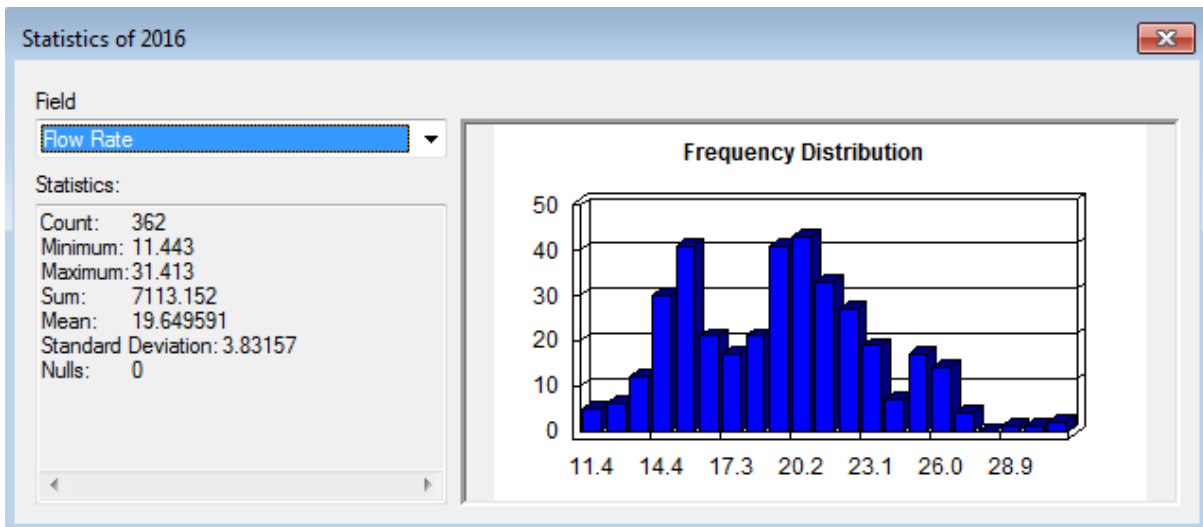 Statistics of 2016
Field
Flow Rate
Statistics:
Count: 362
Minimum: 11.443
Maximum: 31.413
Sum: 7113.152
Mean: 19.649591
Standard Deviation: 3.83157
Nulls: 0
Frequency Distribution
50
40
30
20
10
0
11.4 14.4 17.3 20.2 23.1 26.0 28.9